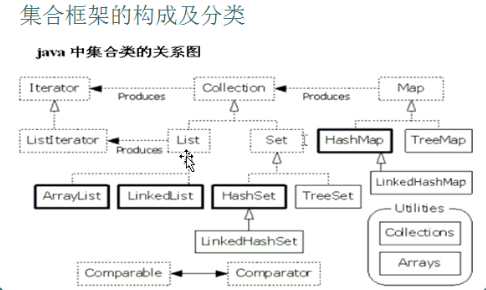 集合框架的构成及分类
java 中集合类的关系图
Iterator
Produces
Collection
Produces
Map
ListIterator
Produces
List
Set
HashMap
TreeMap
ArrayList
LinkedList
HashSet
TreeSet
LinkedHashMap
LinkedHashSet
Utilities
Collections
Arrays
Comparable
Comparator